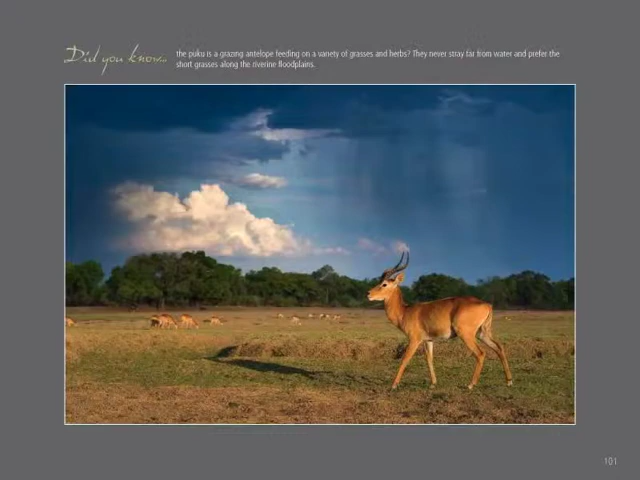 Did you know... the puku is a grazing antelope feeding on a variety of grasses and herbs? They never stray far from water and prefer the
short grasses along the riverine floodplains.
101